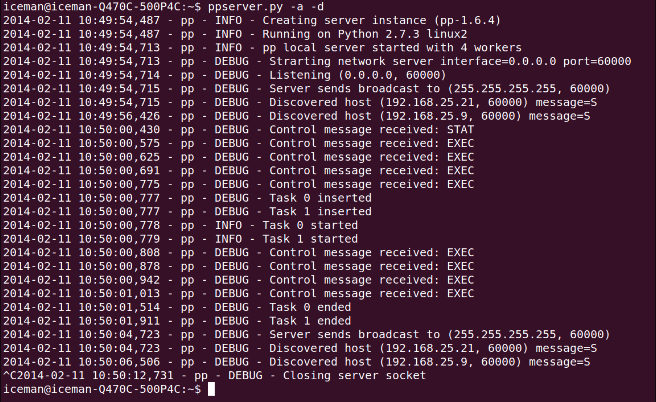 iceman@iceman-Q470C-500P4C:~$ ppserver.py -a -d
2014-02-11 10:49:54,487 - pp - INFO - Creating server instance (pp-1.6.4)
2014-02-11 10:49:54,715 - pp - INFO - Running on Python 2.7.3 linux2
2014-02-11 10:49:54,713 - pp - INFO - pp local server started with 4 workers
2014-02-11 10:49:54,713 - pp - DEBUG - Strarting network server interface=0.0.0.0 port=60000
2014-02-11 10:49:54,714 - pp - DEBUG - Listening (0.0.0.0, 60000)
2014-02-11 10:49:54,715 - pp - DEBUG - Server sends broadcast to (255.255.255.255, 60000)
2014-02-11 10:49:54,715 - pp - DEBUG - Discovered host (192.168.25.21, 60000) message=S
2014-02-11 10:49:56,426 - pp - DEBUG - Discovered host (192.168.25.9, 60000) message=S
2014-02-11 10:50:00,430 - pp - DEBUG - Control message received: STAT
2014-02-11 10:50:00,575 - pp - DEBUG - Control message received: EXEC
2014-02-11 10:50:00,625 - pp - DEBUG - Control message received: EXEC
2014-02-11 10:50:00,691 - pp - DEBUG - Control message received: EXEC
2014-02-11 10:50:00,775 - pp - DEBUG - Control message received: EXEC
2014-02-11 10:50:00,777 - pp - DEBUG - Task 0 inserted
2014-02-11 10:50:00,777 - pp - DEBUG - Task 1 inserted
2014-02-11 10:50:00,778 - pp - INFO - Task 0 started
2014-02-11 10:50:00,779 - pp - INFO - Task 1 started
2014-02-11 10:50:00,808 - pp - DEBUG - Control message received: EXEC
2014-02-11 10:50:00,878 - pp - DEBUG - Control message received: EXEC
2014-02-11 10:50:00,942 - pp - DEBUG - Control message received: EXEC
2014-02-11 10:50:01,013 - pp - DEBUG - Control message received: EXEC
2014-02-11 10:50:01,514 - pp - DEBUG - Task 0 ended
2014-02-11 10:50:01,911 - pp - DEBUG - Task 1 ended
2014-02-11 10:50:04,723 - pp - DEBUG - Server sends broadcast to (255.255.255.255, 60000)
2014-02-11 10:50:04,723 - pp - DEBUG - Discovered host (192.168.25.21, 60000) message=S
2014-02-11 10:50:06,506 - pp - DEBUG - Discovered host (192.168.25.9, 60000) message=S
^C2014-02-11 10:50:12,731 - pp - DEBUG - Closing server socket
iceman@iceman-Q470C-500P4C:~$